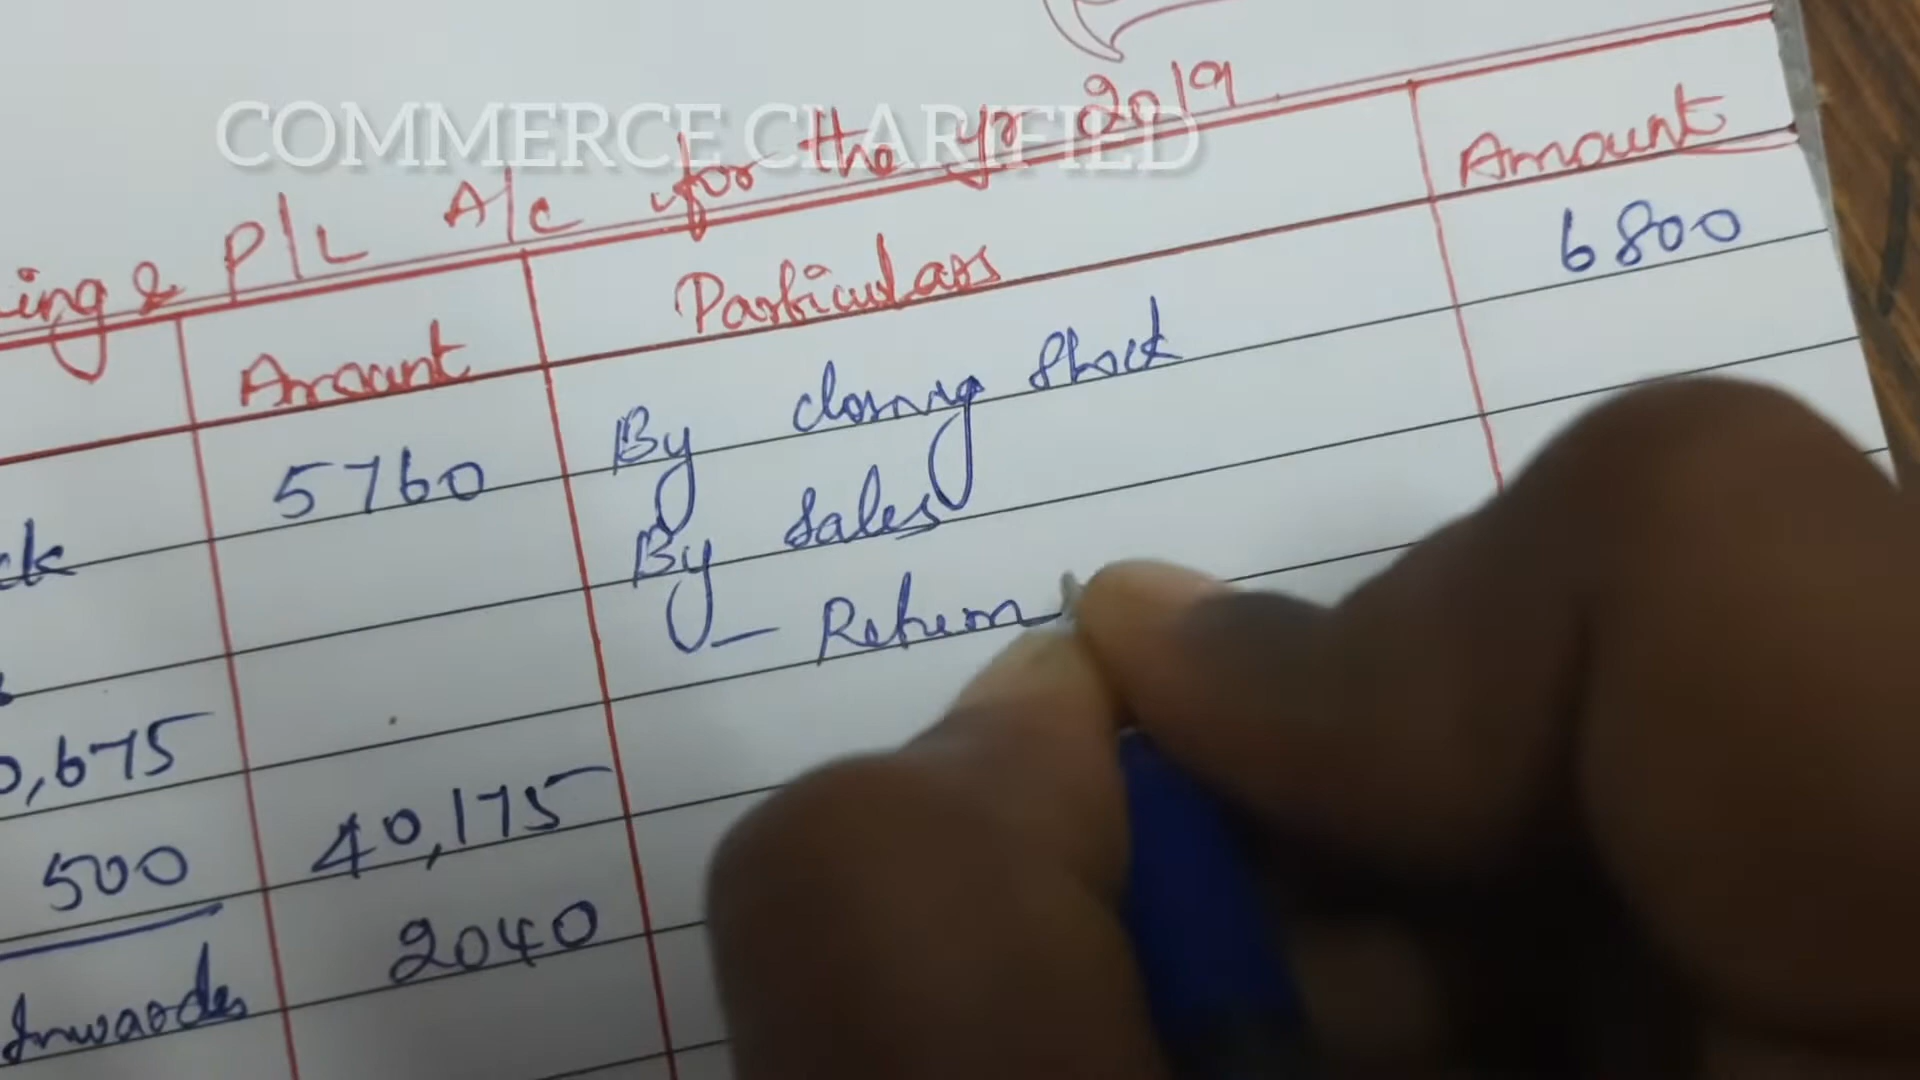 COMMERCE CLARIFIED
ing & P/L A/c for the yr 2019
Amount Particulars Amount
5760 By closing Stock 6800
ck By Sales
- Return
0,675
500 40,175
Inwards 2040